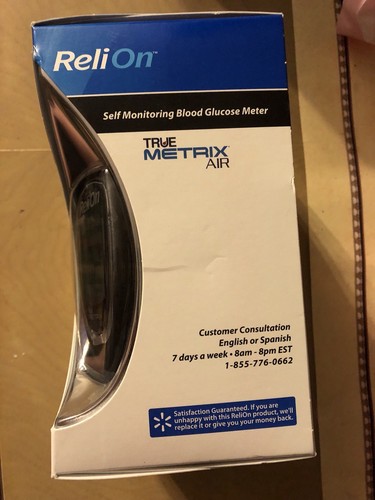 ReliOn™
Self Monitoring Blood Glucose Meter
TRUE
METRIX™
AIR
ReliOn
Customer Consultation
English or Spanish
7 days a week • 8am - 8pm EST
1-855-776-0662
Satisfaction Guaranteed. If you are
unhappy with this ReliOn product, we'll
replace it or give you your money back.